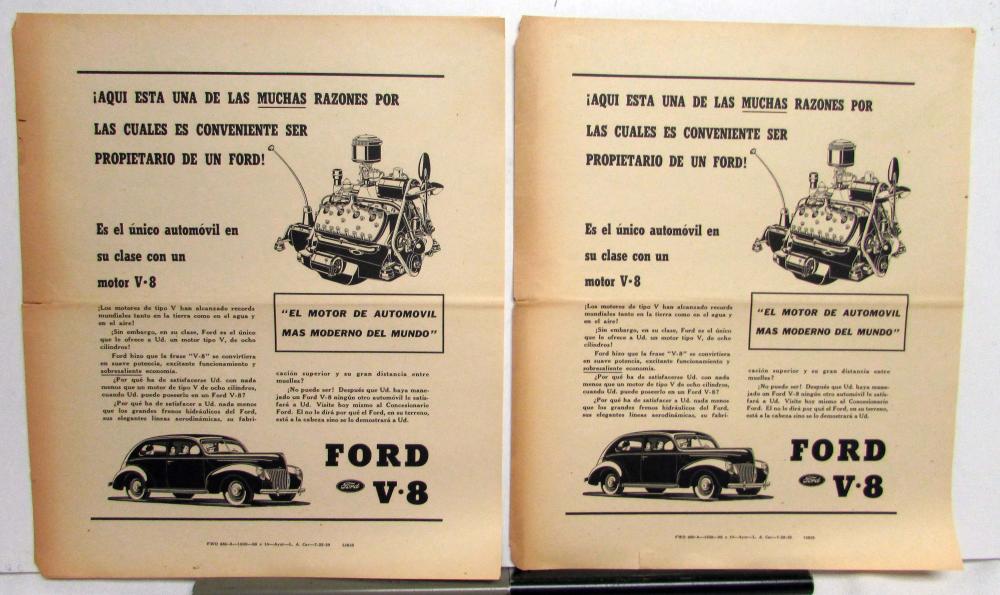 ¡AQUI ESTA UNA DE LAS MUCHAS RAZONES POR
LAS CUALES ES CONVENIENTE SER
PROPIETARIO DE UN FORD!
Es el único automóvil en
su clase con un
motor V·8
¡Los motores de tipo V han alcanzado records
mundiales tanto en la tierra como en el agua y
en el aire!
¡Sin embargo, en su clase, Ford es el único
que le ofrece a Ud. un motor tipo V, de ocho
cilindros!
Ford hizo que la frase "V-8" se convirtiera
en suave potencia, excitante funcionamiento y
sobresaliente economía.
¿Por qué ha de satisfacerse Ud. con nada
menos que un motor de tipo V de ocho cilindros,
cuando Ud. puede poseerlo en un Ford V-8?
¿Por qué ha de satisfacer a Ud. nada menos
que los grandes frenos hidráulicos del Ford,
sus elegantes líneas aerodinámicas, su fabri-
"EL MOTOR DE AUTOMOVIL
MAS MODERNO DEL MUNDO"
cación superior y su gran distancia entre
muelles?
¡No puede ser! Después que Ud. haya mane-
jado un Ford V-8 ningún otro automóvil le satis-
fará a Ud. Visite hoy mismo al Concesionario
Ford. El no le dirá por qué el Ford, en su terreno,
está a la cabeza sino se lo demostrará a Ud.
FORD
Ford
V·8
¡AQUI ESTA UNA DE LAS MUCHAS RAZONES POR
LAS CUALES ES CONVENIENTE SER
PROPIETARIO DE UN FORD!
Es el único automóvil en
su clase con un
motor V·8
¡Los motores de tipo V han alcanzado records
mundiales tanto en la tierra como en el agua y
en el aire!
¡Sin embargo, en su clase, Ford es el único
que le ofrece a Ud. un motor tipo V, de ocho
cilindros!
Ford hizo que la frase "V-8" se convirtiera
en suave potencia, excitante funcionamiento y
sobresaliente economía.
¿Por qué ha de satisfacerse Ud. con nada
menos que un motor de tipo V de ocho cilindros,
cuando Ud. puede poseerlo en un Ford V-8?
¿Por qué ha de satisfacer a Ud. nada menos
que los grandes frenos hidráulicos del Ford,
sus elegantes líneas aerodinámicas, su fabri-
"EL MOTOR DE AUTOMOVIL
MAS MODERNO DEL MUNDO"
cación superior y su gran distancia entre
muelles?
¡No puede ser! Después que Ud. haya mane-
jado un Ford V-8 ningún otro automóvil le satis-
fará a Ud. Visite hoy mismo al Concesionario
Ford. El no le dirá por qué el Ford, en su terreno,
está a la cabeza sino se lo demostrará a Ud.
FORD
Ford
V·8